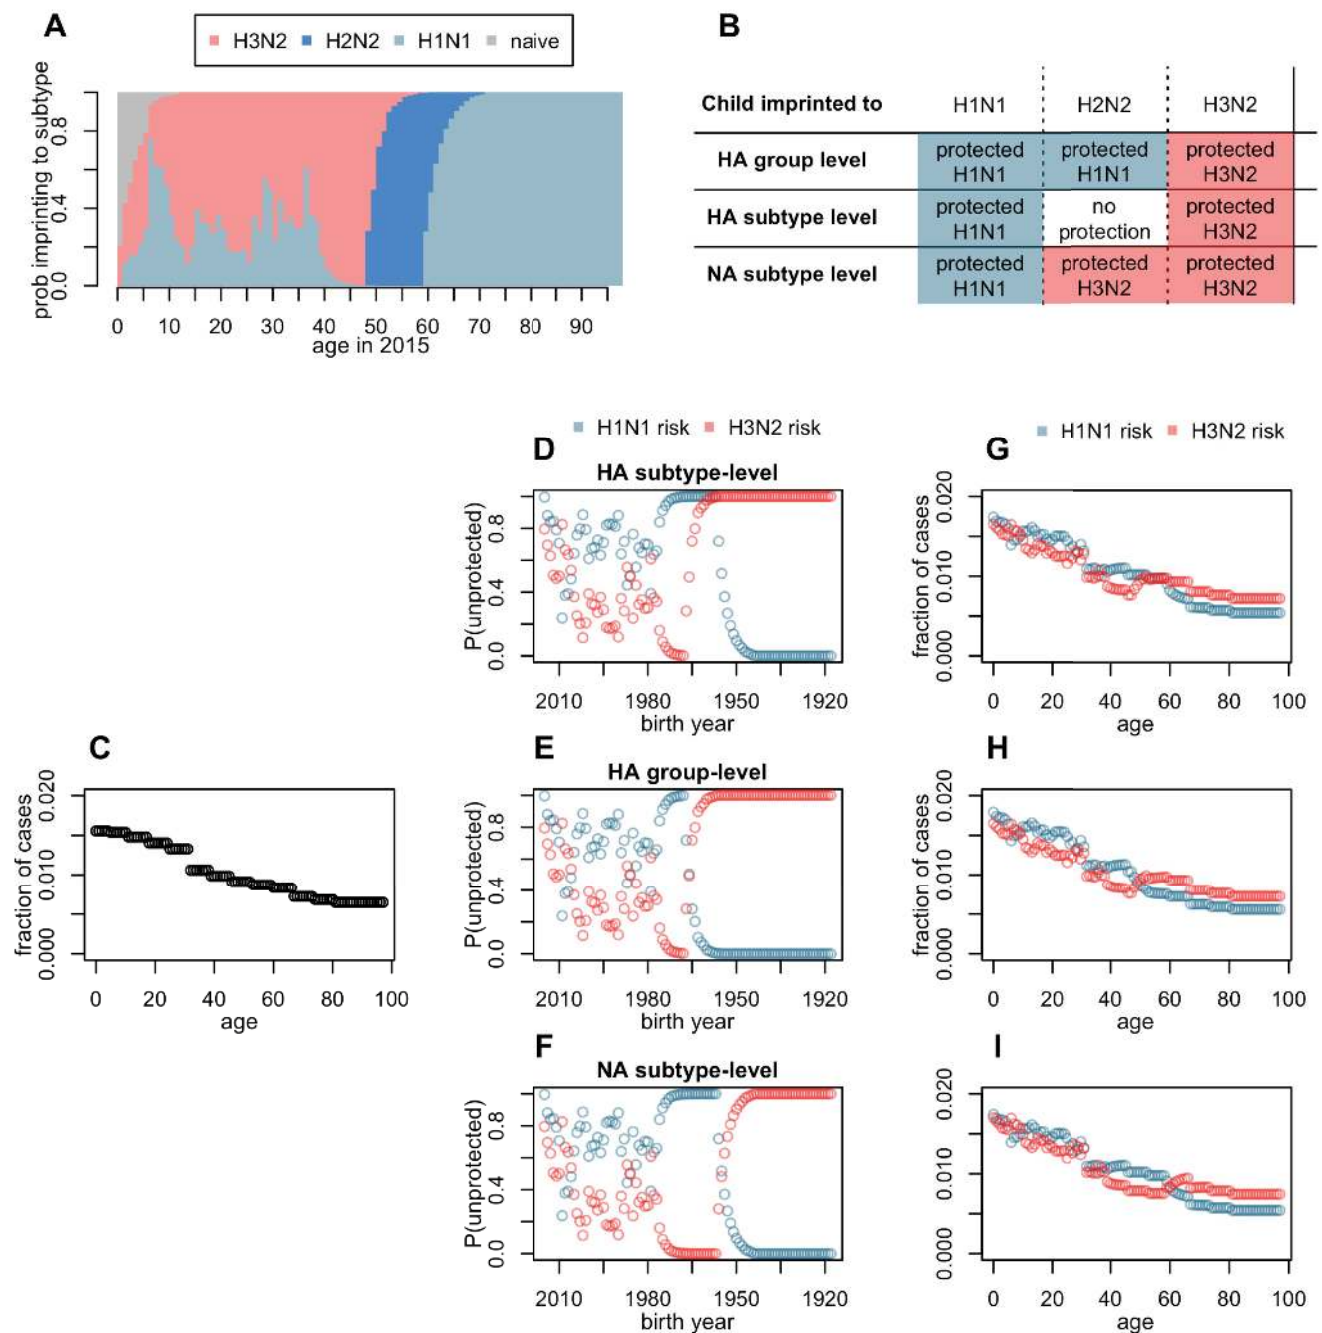 A
H3N2 H2N2 H1N1 naive
prob imprinting to subtype
0.0 0.4 0.8
0 10 20 30 40 50 60 70 80 90
age in 2015
B
Child imprinted to H1N1 H2N2 H3N2
HA group level protected H1N1 protected H1N1 protected H3N2
HA subtype level protected H1N1 no protection protected H3N2
NA subtype level protected H1N1 protected H3N2 protected H3N2
C
fraction of cases
0.000 0.010 0.020
0 20 40 60 80 100
age
H1N1 risk H3N2 risk
D
HA subtype-level
P(unprotected)
0.0 0.4 0.8
2010 1980 1950 1920
birth year
E
HA group-level
P(unprotected)
0.0 0.4 0.8
2010 1980 1950 1920
birth year
F
NA subtype-level
P(unprotected)
0.0 0.4 0.8
2010 1980 1950 1920
birth year
H1N1 risk H3N2 risk
G
fraction of cases
0.000 0.010 0.020
0 20 40 60 80 100
age
H
fraction of cases
0.000 0.010 0.020
0 20 40 60 80 100
age
I
fraction of cases
0.000 0.010 0.020
0 20 40 60 80 100
age